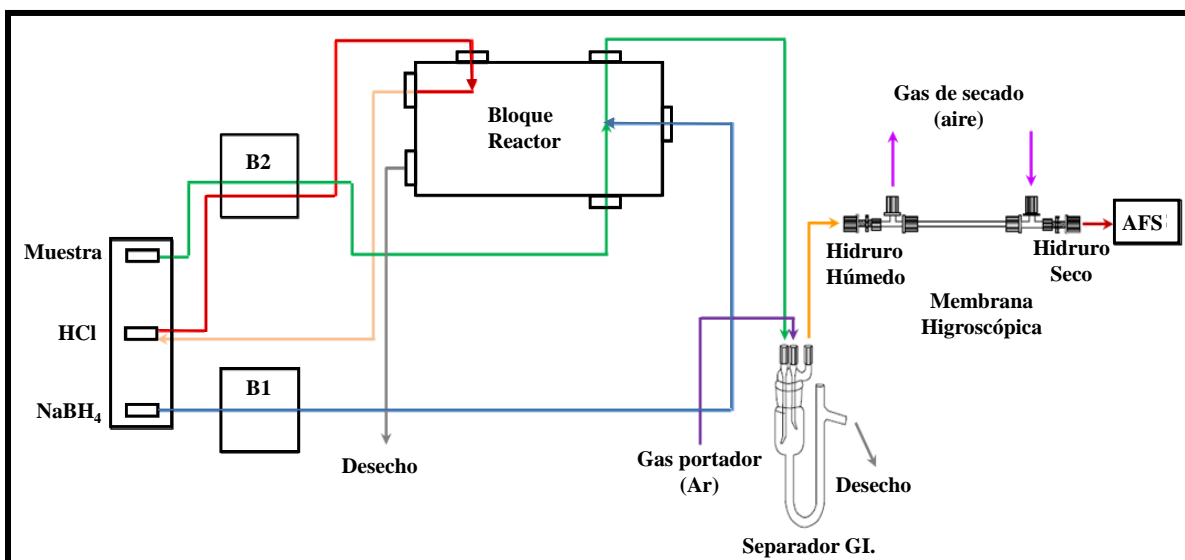 Bloque
Reactor
Gas de secado
(aire)
B2
AFS
Muestra
Hidruro
Húmedo
Hidruro
Seco
Membrana
Higroscópica
HCl
B1
NaBH₄
Desecho
Gas portador
(Ar)
Desecho
Separador GI.